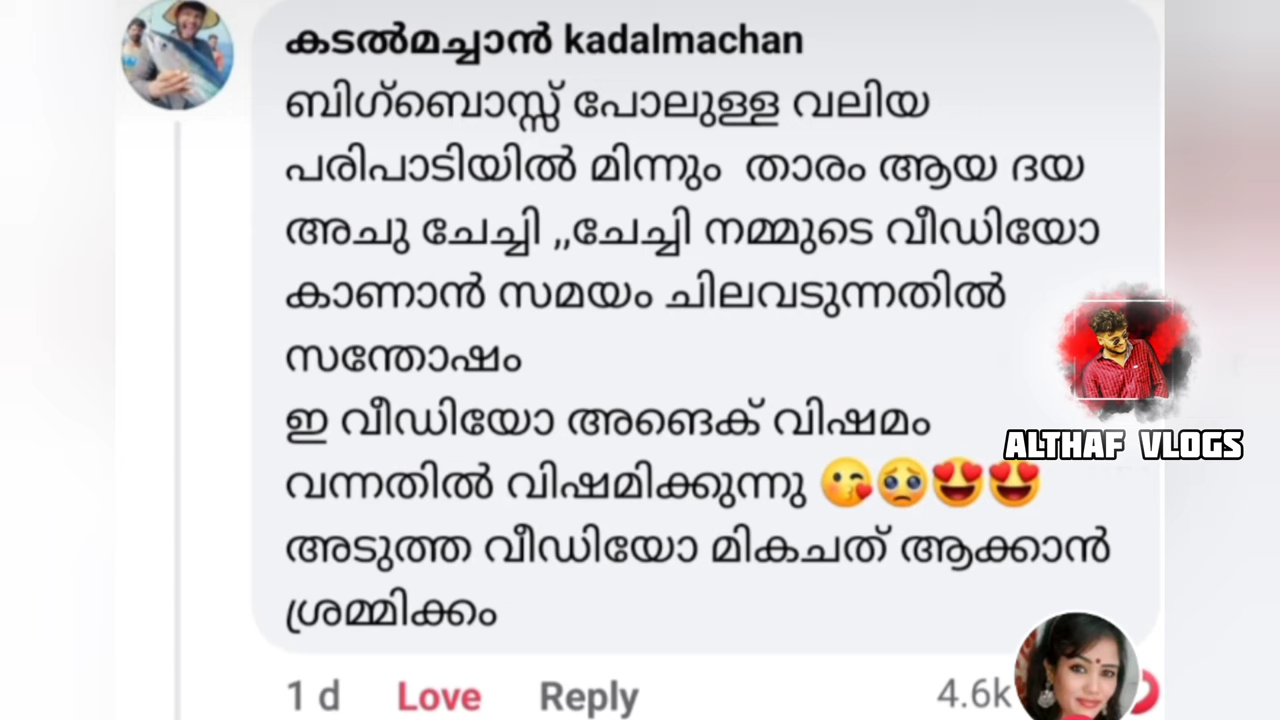 കടൽമച്ചാൻ kadalmachan
ബിഗ്ബൊസ്സ് പോലുള്ള വലിയ
പരിപാടിയിൽ മിന്നും താരം ആയ ദയ
അചു ചേച്ചി ,,ചേച്ചി നമ്മുടെ വീഡിയോ
കാണാൻ സമയം ചിലവടുന്നതിൽ
സന്തോഷം
ഇ വീഡിയോ അങെക് വിഷമം
വന്നതിൽ വിഷമിക്കുന്നു 😘🥺😍😍
അടുത്ത വീഡിയോ മികചത് ആക്കാൻ
ശ്രമ്മിക്കം
ALTHAF VLOGS
1 d Love Reply 4.6k